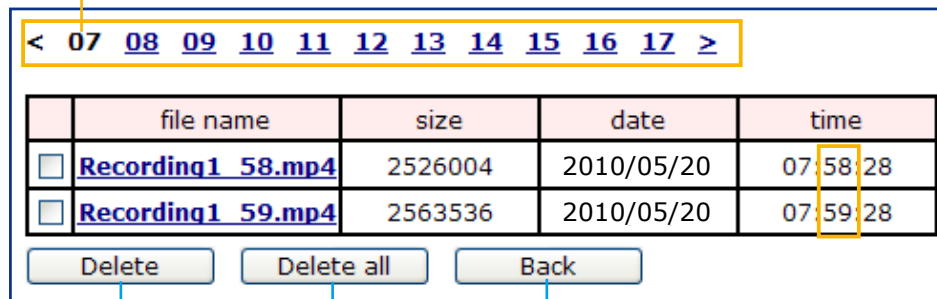 < 07 08 09 10 11 12 13 14 15 16 17 >
file name size date time
Recording1_58.mp4 2526004 2010/05/20 07:58:28
Recording1_59.mp4 2563536 2010/05/20 07:59:28
Delete Delete all Back